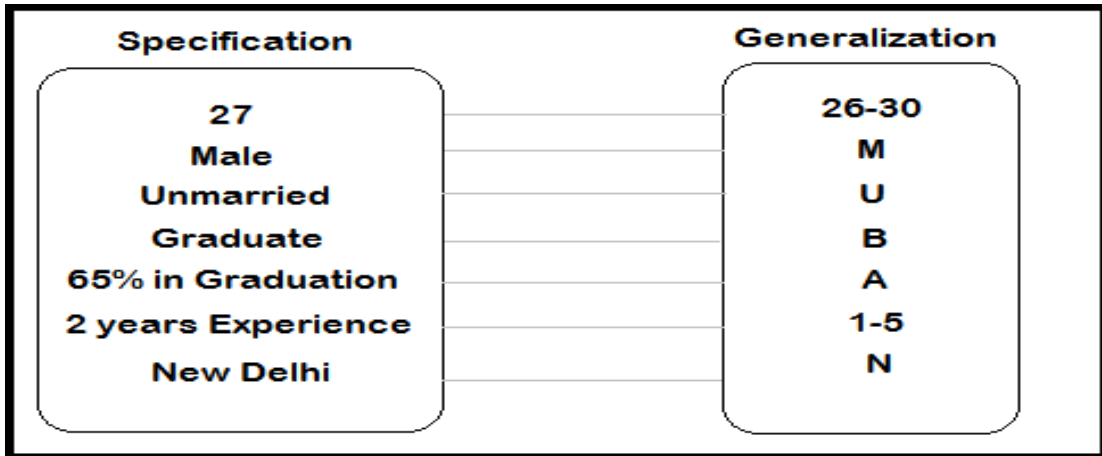 Specification
27
Male
Unmarried
Graduate
65% in Graduation
2 years Experience
New Delhi
Generalization
26-30
M
U
B
A
1-5
N